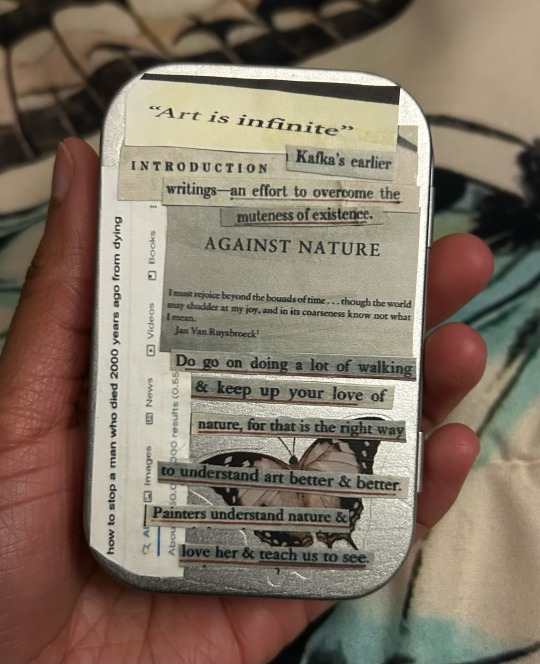 “Art is infinite”
INTRODUCTION
Kafka's earlier
writings—an effort to overcome the
muteness of existence.
AGAINST NATURE
I must rejoice beyond the bounds of time . . . though the world
may shudder at my joy, and in its coarseness know not what
I mean.
Jan Van Ruysbroeck¹
Do go on doing a lot of walking
& keep up your love of
nature, for that is the right way
to understand art better & better.
Painters understand nature &
love her & teach us to see.
how to stop a man who died 2000 years ago from dying
Images News Videos Books
results (0.55